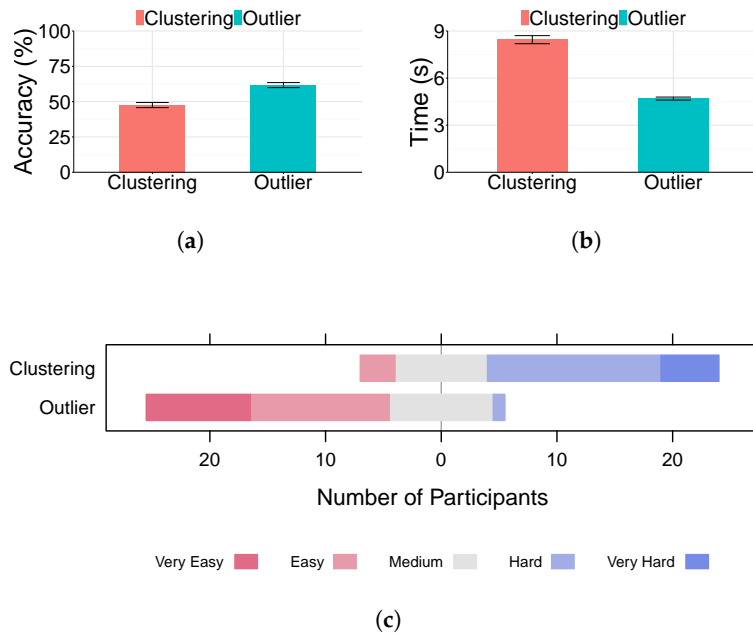 Clustering Outlier
Accuracy (%)
100
75
50
25
0
Clustering Outlier
(a)
Clustering Outlier
Time (s)
9
6
3
0
Clustering Outlier
(b)
Clustering
Outlier
20 10 0 10 20
Number of Participants
Very Easy Easy Medium Hard Very Hard
(c)